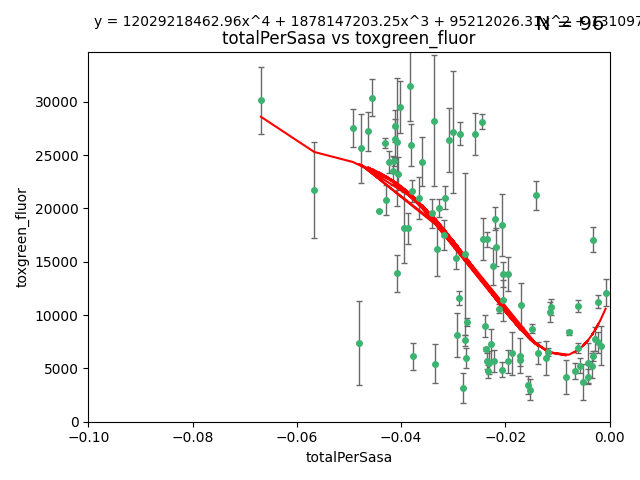 y = 12029218462.96x^4 + 1878147203.25x^3 + 95212026.31x^2 + 131097
N = 96
totalPerSasa vs toxgreen_fluor
30000
25000
20000
15000
10000
5000
0
toxgreen_fluor
−0.10 −0.08 −0.06 −0.04 −0.02 0.00
totalPerSasa